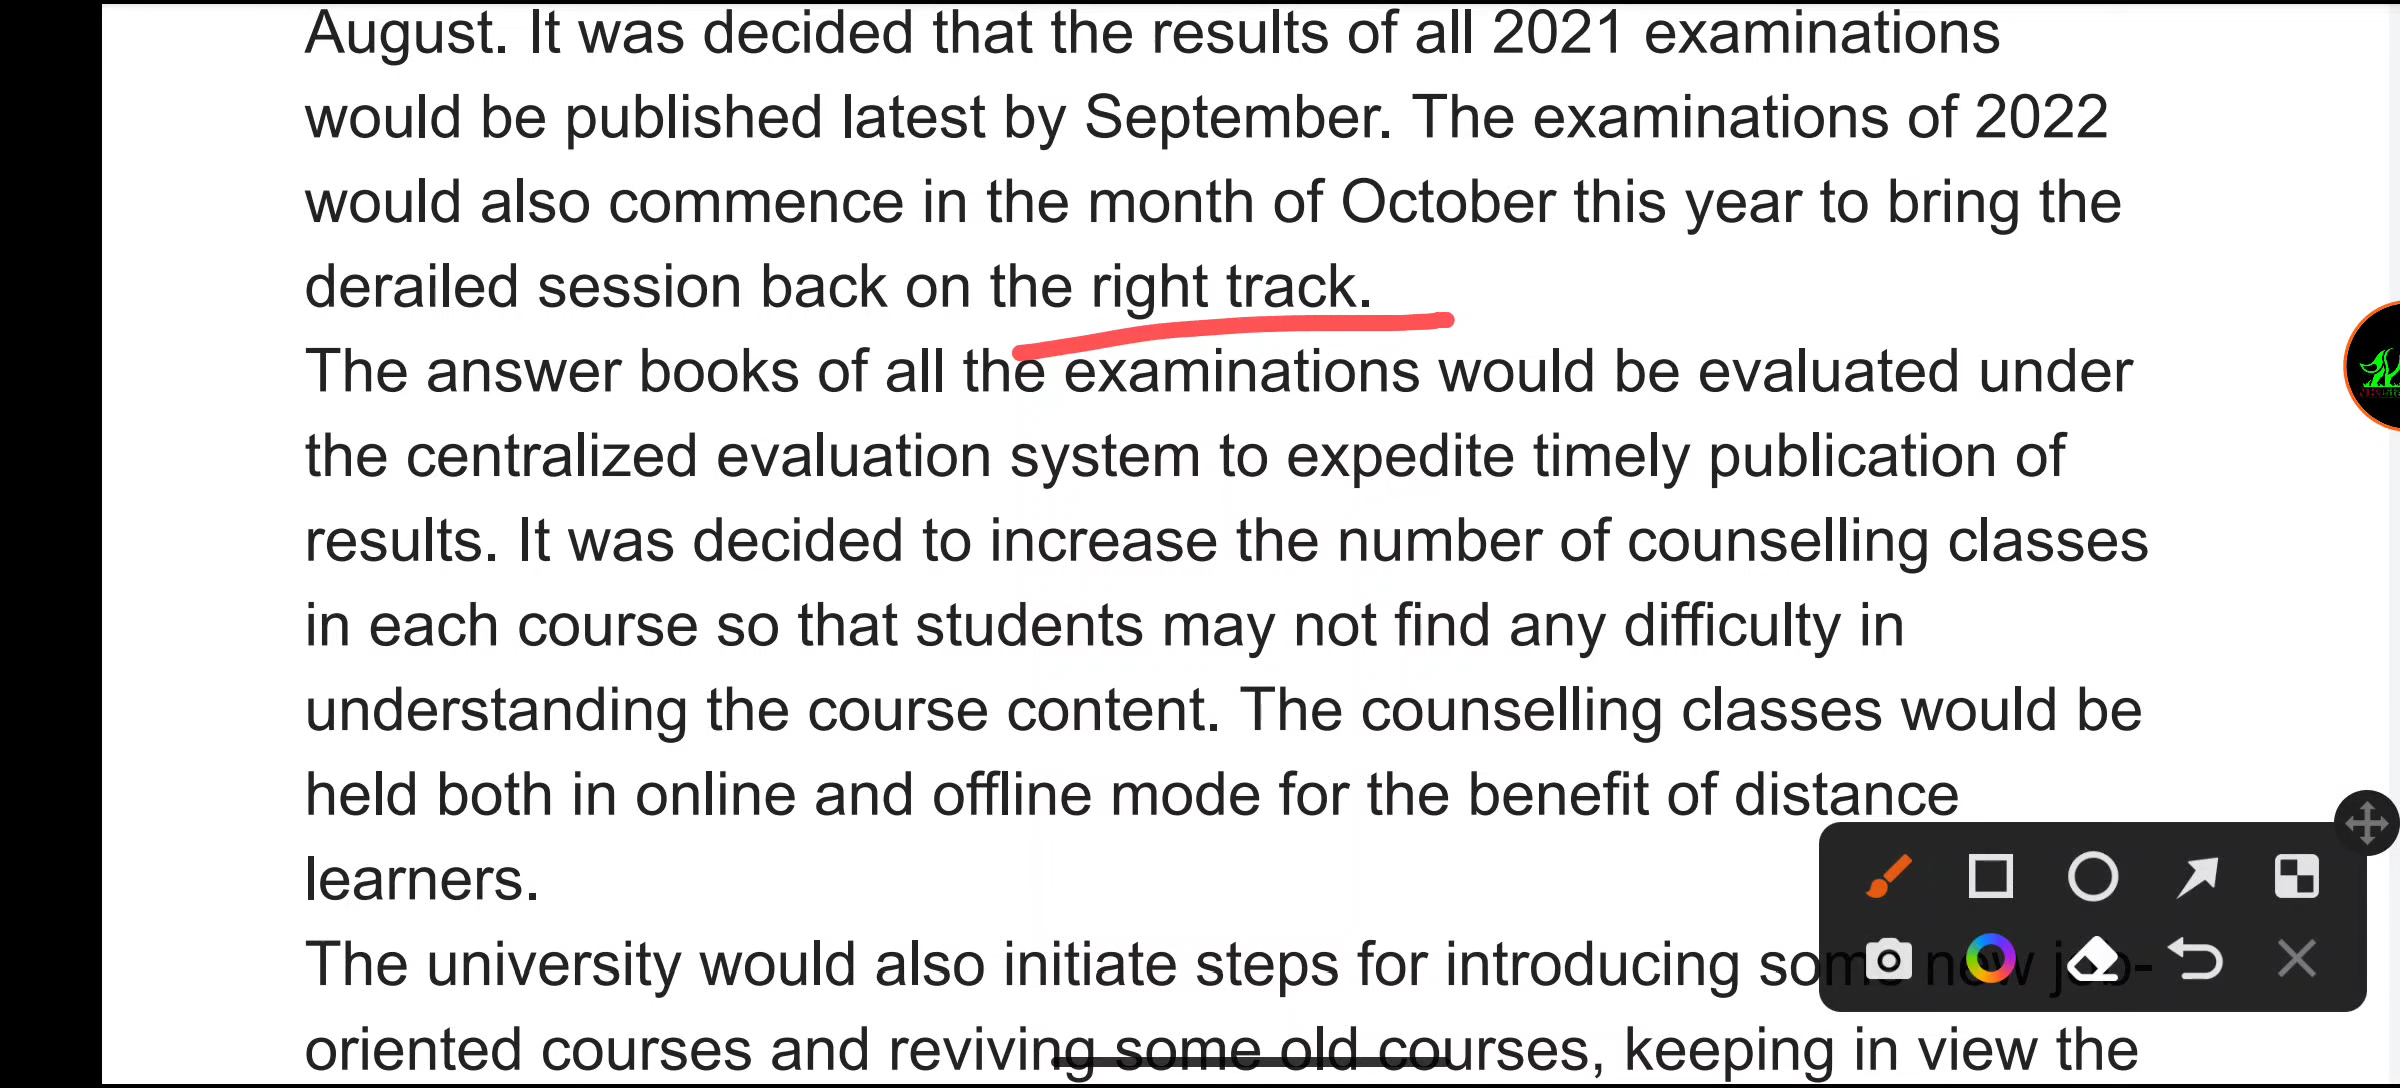 August. It was decided that the results of all 2021 examinations
would be published latest by September. The examinations of 2022
would also commence in the month of October this year to bring the
derailed session back on the right track.
The answer books of all the examinations would be evaluated under
the centralized evaluation system to expedite timely publication of
results. It was decided to increase the number of counselling classes
in each course so that students may not find any difficulty in
understanding the course content. The counselling classes would be
held both in online and offline mode for the benefit of distance
learners.
The university would also initiate steps for introducing some new job-
oriented courses and reviving some old courses, keeping in view the